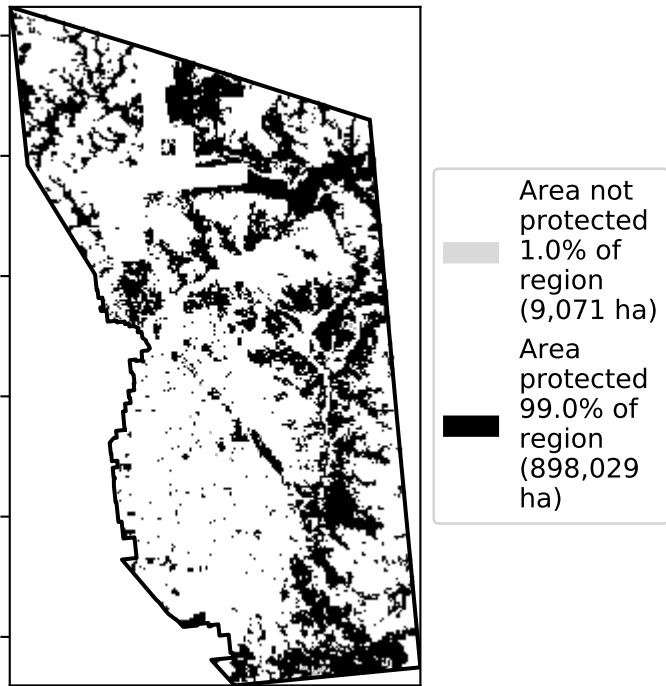 Area not
protected
1.0% of
region
(9,071 ha)
Area
protected
99.0% of
region
(898,029
ha)